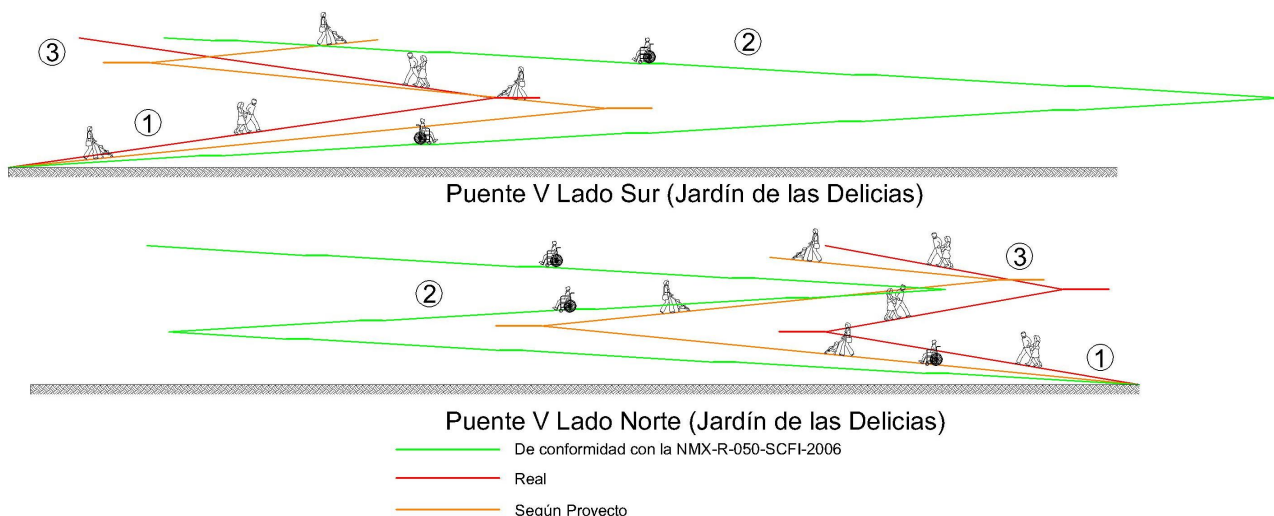 3
2
1
Puente V Lado Sur (Jardín de las Delicias)
3
2
1
Puente V Lado Norte (Jardín de las Delicias)
De conformidad con la NMX-R-050-SCFI-2006
Real
Según Proyecto